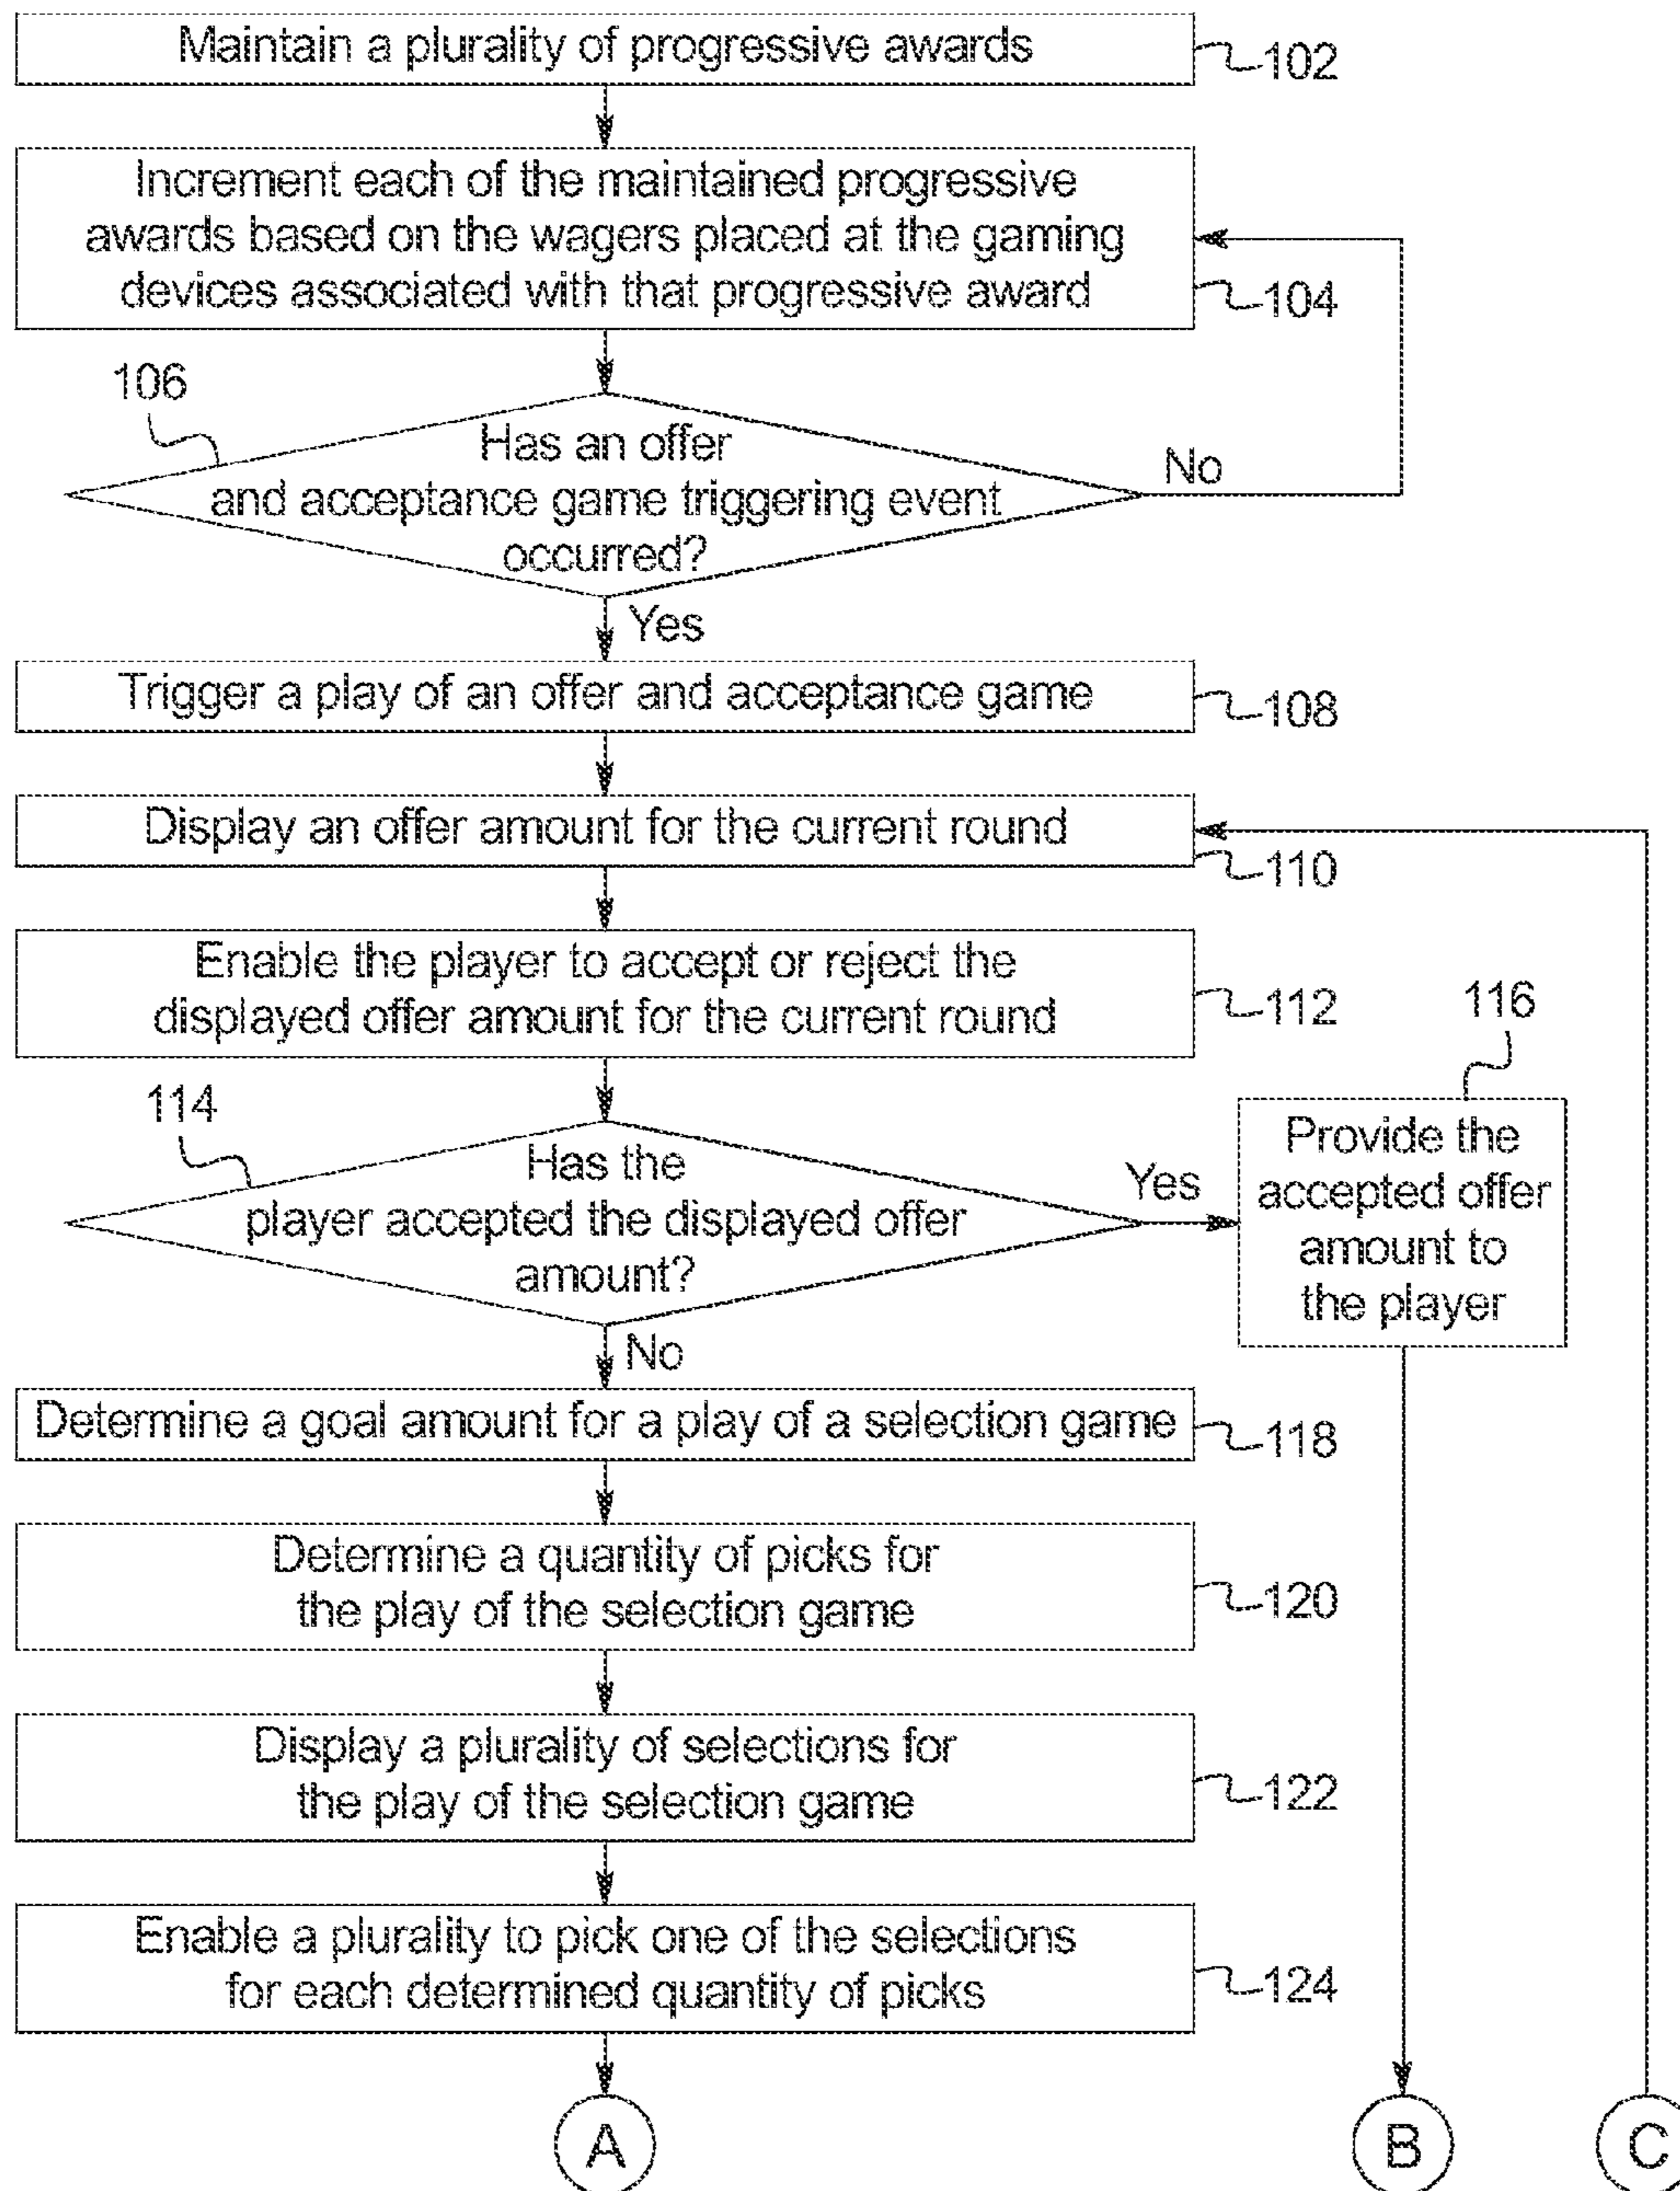 Maintain a plurality of progressive awards
102
Increment each of the maintained progressive
awards based on the wagers placed at the gaming
devices associated with that progressive award
104
106
Has an offer
and acceptance game triggering event
occurred?
No
Yes
Trigger a play of an offer and acceptance game
108
Display an offer amount for the current round
110
Enable the player to accept or reject the
displayed offer amount for the current round
112
114
Has the
player accepted the displayed offer
amount?
Yes
116
Provide the
accepted offer
amount to
the player
No
Determine a goal amount for a play of a selection game
118
Determine a quantity of picks for
the play of the selection game
120
Display a plurality of selections for
the play of the selection game
122
Enable a plurality to pick one of the selections
for each determined quantity of picks
124
A
B
C